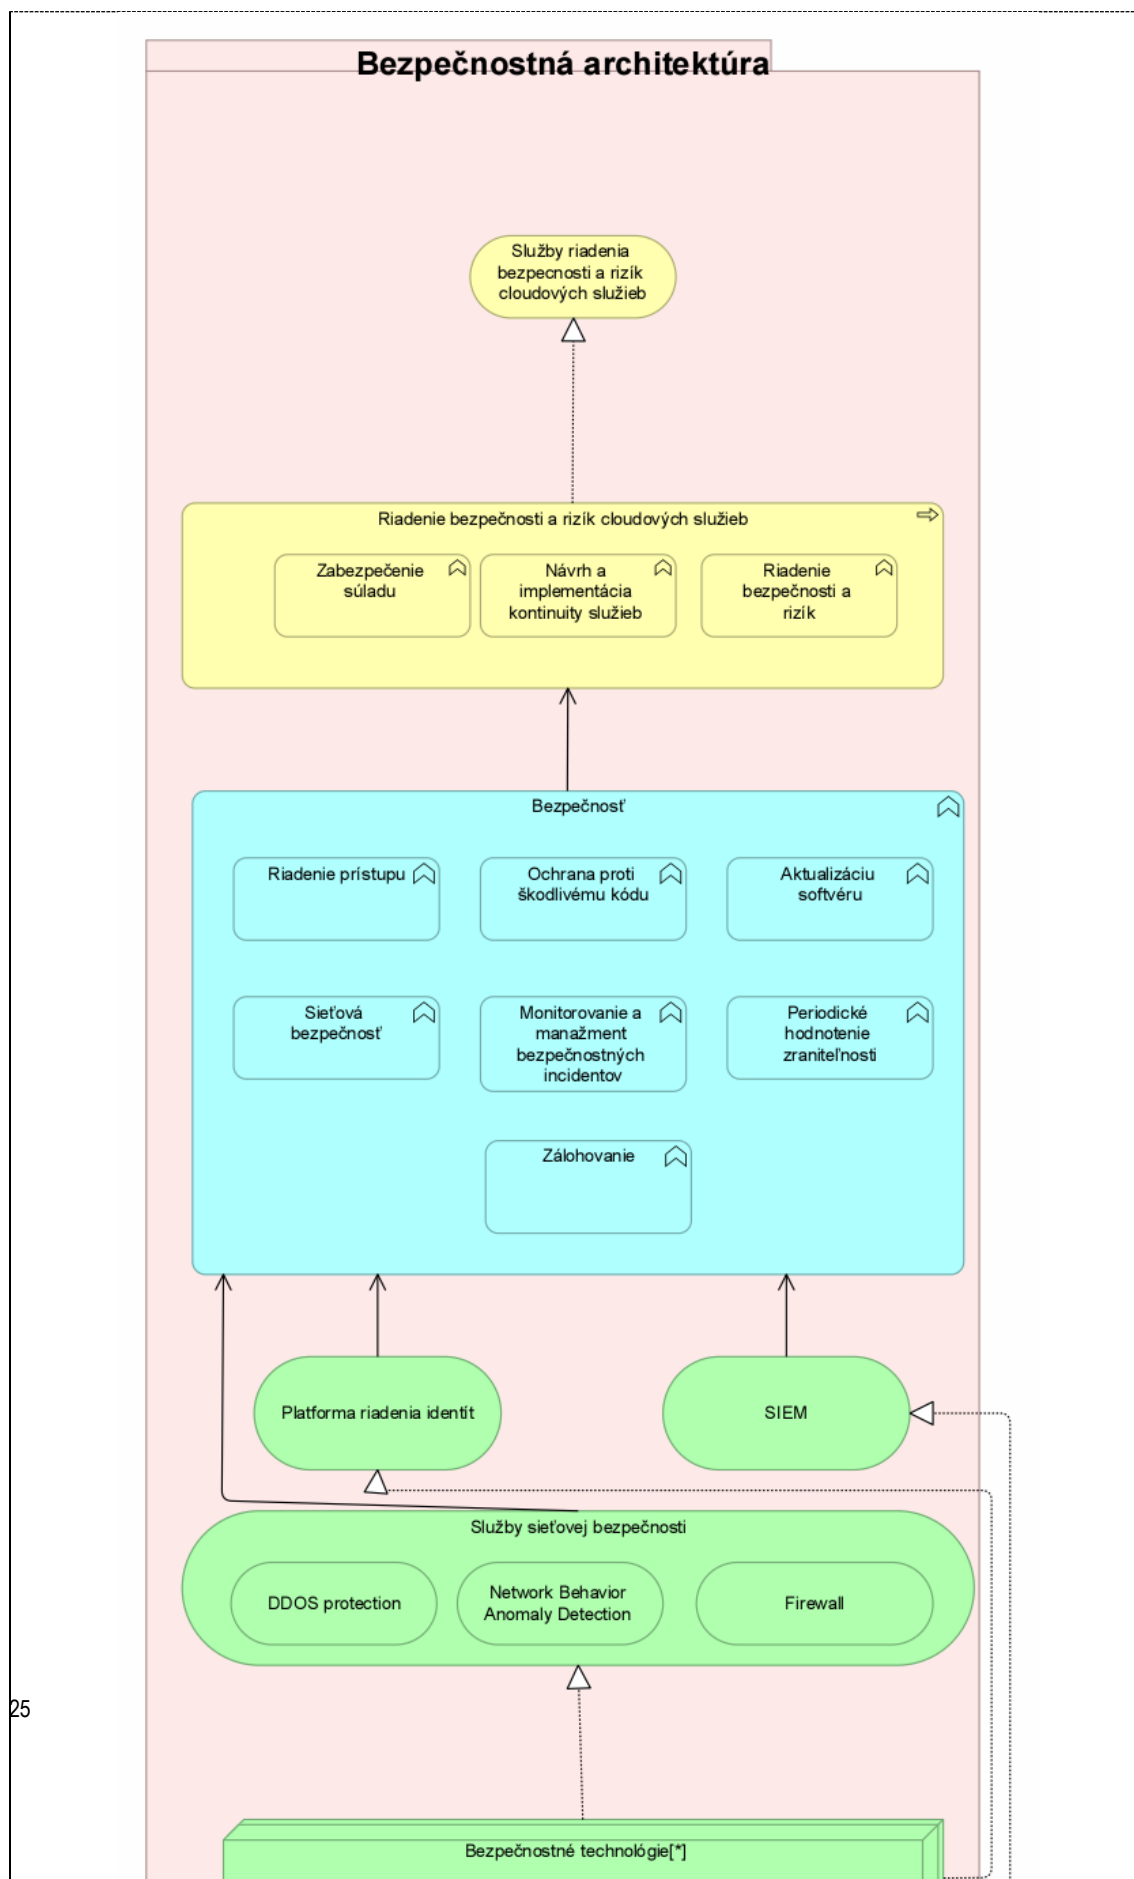 Bezpečnostná architektúra
Služby riadenia
bezpecnosti a rizík
cloudových služieb
Riadenie bezpečnosti a rizík cloudových služieb
Zabezpečenie
súladu
Návrh a
implementácia
kontinuity služieb
Riadenie
bezpečnosti a
rizík
Bezpečnosť
Riadenie prístupu
Ochrana proti
škodlivému kódu
Aktualizáciu
softvéru
Sieťová
bezpečnosť
Monitorovanie a
manažment
bezpečnostných
incidentov
Periodické
hodnotenie
zraniteľnosti
Zálohovanie
Platforma riadenia identít
SIEM
Služby sieťovej bezpečnosti
DDOS protection
Network Behavior
Anomaly Detection
Firewall
25
Bezpečnostné technológie[*]